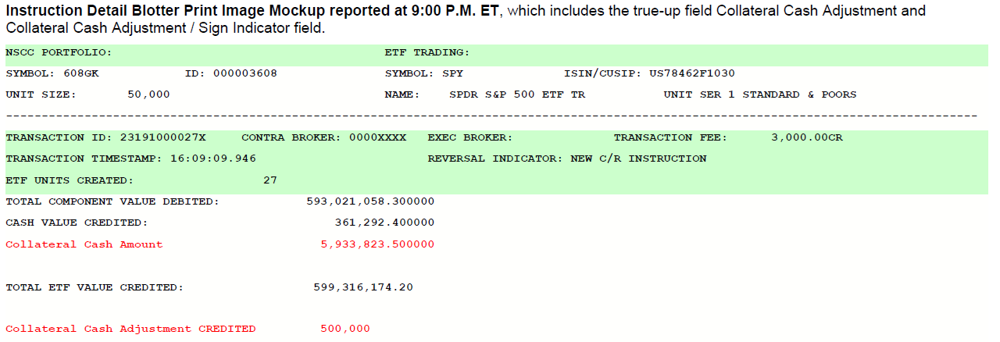 Instruction Detail Blotter Print Image Mockup reported at 9:00 P.M. ET, which includes the true-up field Collateral Cash Adjustment and
Collateral Cash Adjustment / Sign Indicator field.
NSCC PORTFOLIO: ETF TRADING:
SYMBOL: 608GK ID: 000003608 SYMBOL: SPY ISIN/CUSIP: US78462F1030
UNIT SIZE: 50,000 NAME: SPDR S&P 500 ETF TR UNIT SER 1 STANDARD & POORS
----------------------------------------------------------------------------------------------------------------------------------------
TRANSACTION ID: 23191000027X CONTRA BROKER: 0000XXXX EXEC BROKER: TRANSACTION FEE: 3,000.00CR
TRANSACTION TIMESTAMP: 16:09:09.946 REVERSAL INDICATOR: NEW C/R INSTRUCTION
ETF UNITS CREATED: 27
TOTAL COMPONENT VALUE DEBITED: 593,021,058.300000
CASH VALUE CREDITED: 361,292.400000
Collateral Cash Amount 5,933,823.500000
TOTAL ETF VALUE CREDITED: 599,316,174.20
Collateral Cash Adjustment CREDITED 500,000